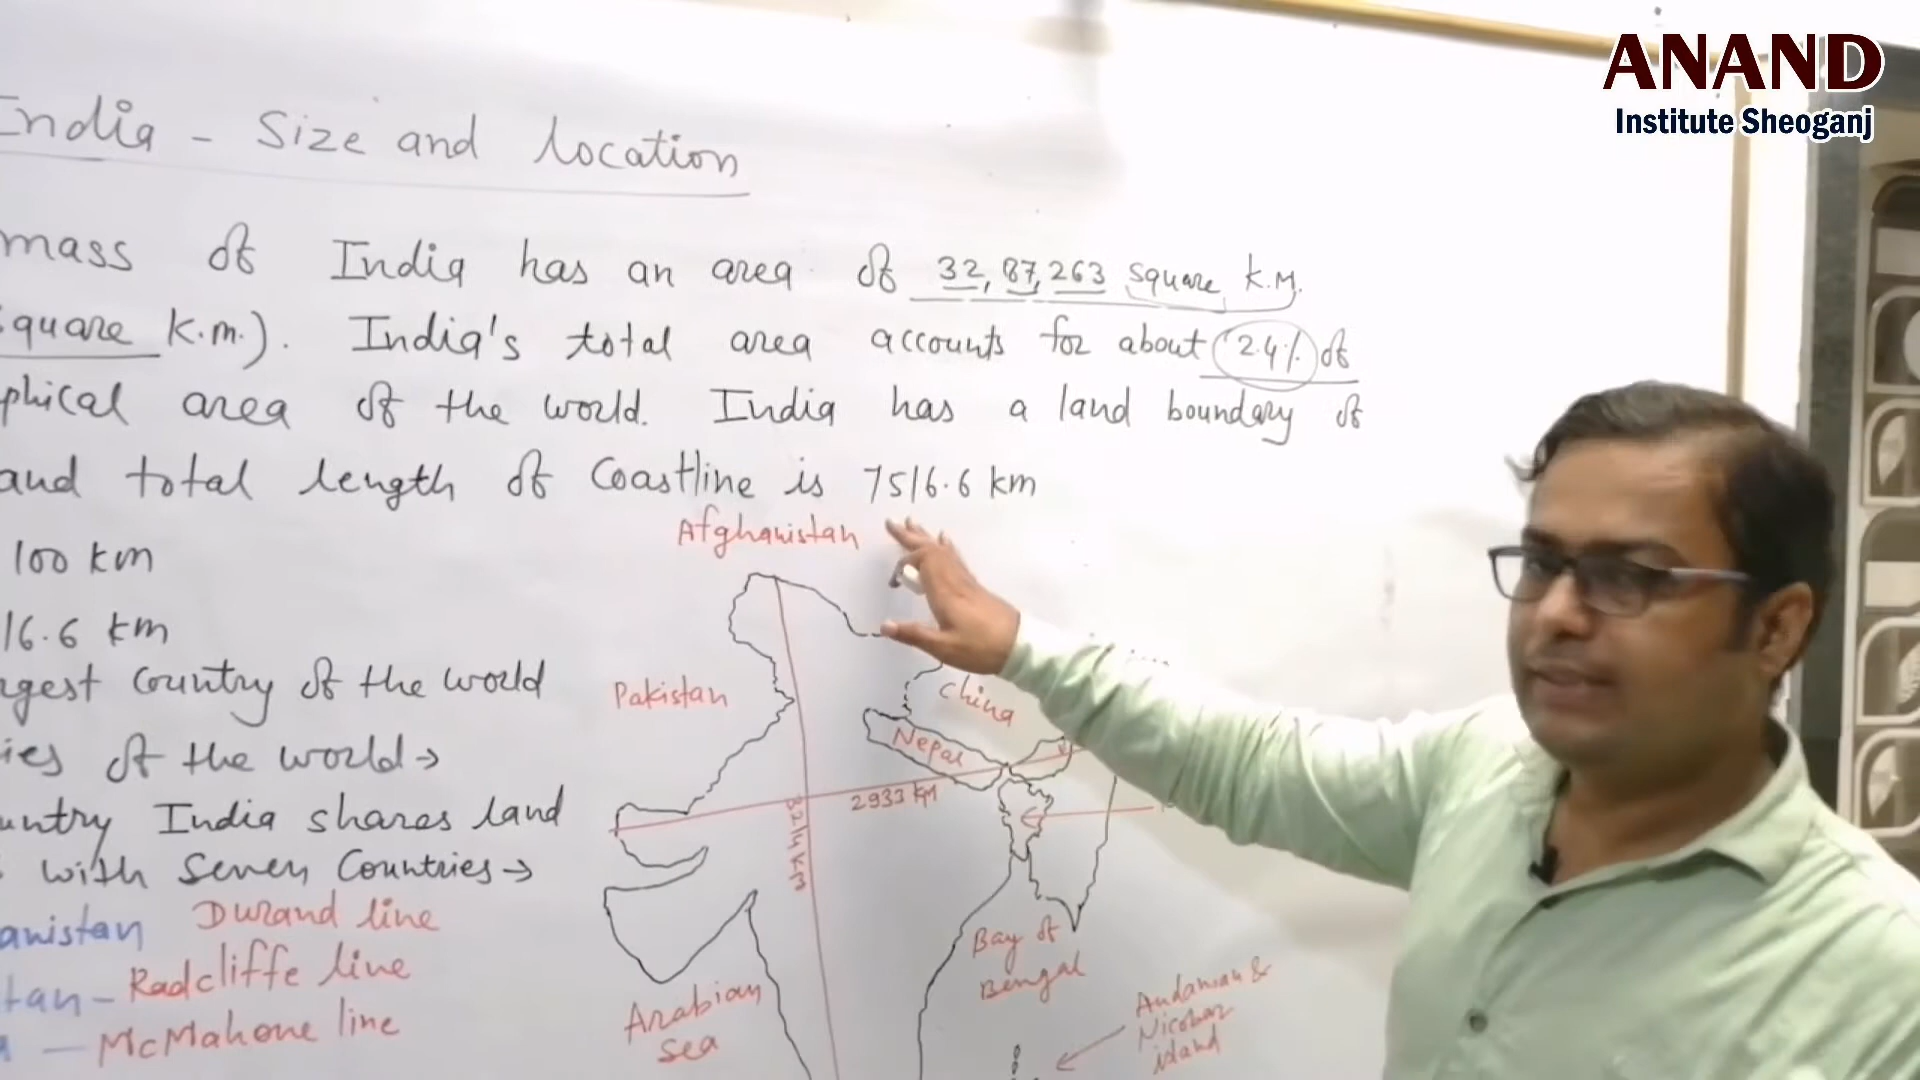 ANAND
Institute Sheoganj
India - Size and location
mass of India has an area of 32,87,263 square K.M.
quare K.m.). India's total area accounts for about 2.4% of
phical area of the world. India has a land boundary of
and total length of Coastline is 7516.6 km
100 km
16.6 km
rgest Country of the world
ies of the world→
untry India shares land
with Seven Countries→
anistan Durand line
tan - Radcliffe line
— McMahone line
Afghanistan
Pakistan
China
Nepal
2933 KM
3214 KM
Bay of
Bengal
Arabian
sea
Andaman &
Nicobar
island